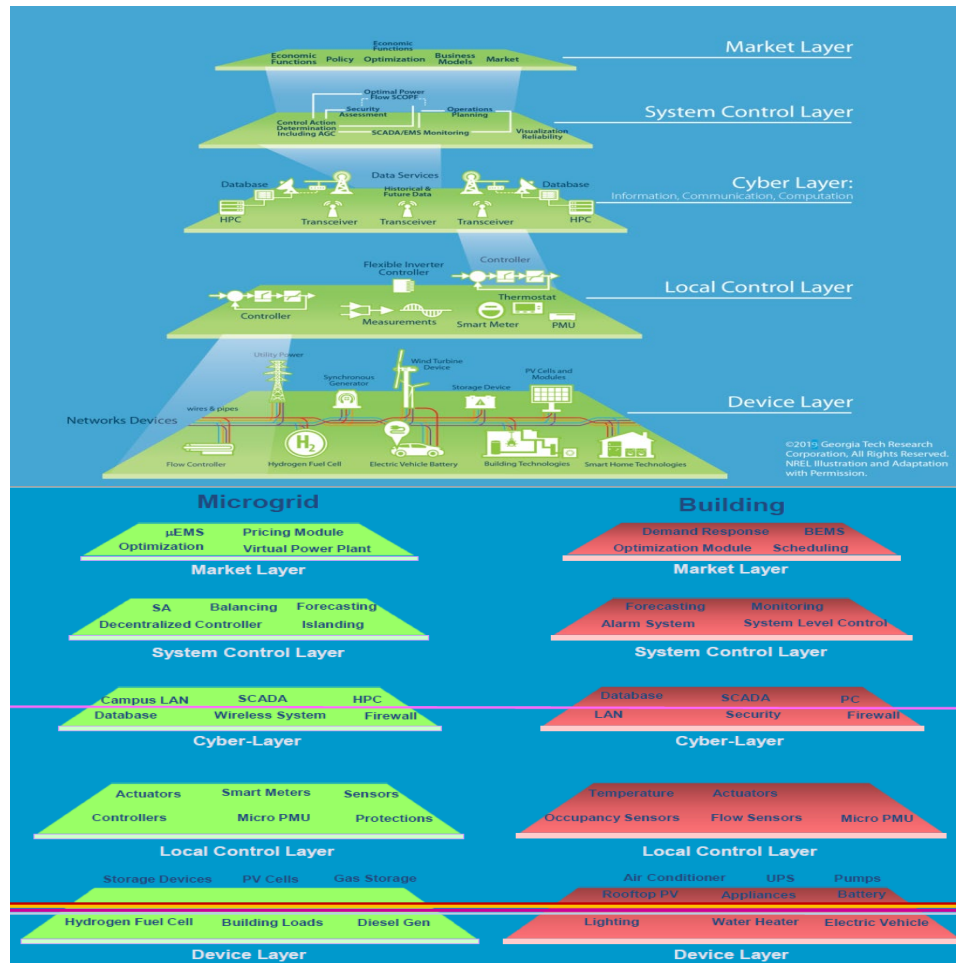 Market Layer
Economic
Functions
Economic
Functions
Policy
Optimization
Business
Models
Market
System Control Layer
Optimal Power
Flow SCOPF
Security
Assessment
Operations
Planning
Control Action
Determination
Including AGC
SCADA/EMS Monitoring
Visualization
Reliability
Cyber Layer:
Information, Communication, Computation
Data Services
Database
Historical &
Future Data
Database
HPC
Transceiver
Transceiver
Transceiver
HPC
Local Control Layer
Flexible Inverter
Controller
Controller
Thermostat
Controller
Measurements
Smart Meter
PMU
Device Layer
Utility Power
Synchronous
Generator
Wind Turbine
Device
Storage Device
PV Cells and
Modules
Networks Devices
wires & pipes
Flow Controller
Hydrogen Fuel Cell
H2
Electric Vehicle Battery
Building Technologies
Smart Home Technologies
©2019 Georgia Tech Research
Corporation, All Rights Reserved.
NREL Illustration and Adaptation
with Permission.
Microgrid
µEMS Pricing Module
Optimization Virtual Power Plant
Market Layer
SA Balancing Forecasting
Decentralized Controller Islanding
System Control Layer
Campus LAN SCADA HPC
Database Wireless System Firewall
Cyber-Layer
Actuators Smart Meters Sensors
Controllers Micro PMU Protections
Local Control Layer
Storage Devices PV Cells Gas Storage
Hydrogen Fuel Cell Building Loads Diesel Gen
Device Layer
Building
Demand Response BEMS
Optimization Module Scheduling
Market Layer
Forecasting Monitoring
Alarm System System Level Control
System Control Layer
Database SCADA PC
LAN Security Firewall
Cyber-Layer
Temperature Actuators
Occupancy Sensors Flow Sensors Micro PMU
Local Control Layer
Air Conditioner UPS Pumps
Rooftop PV Appliances Battery
Lighting Water Heater Electric Vehicle
Device Layer